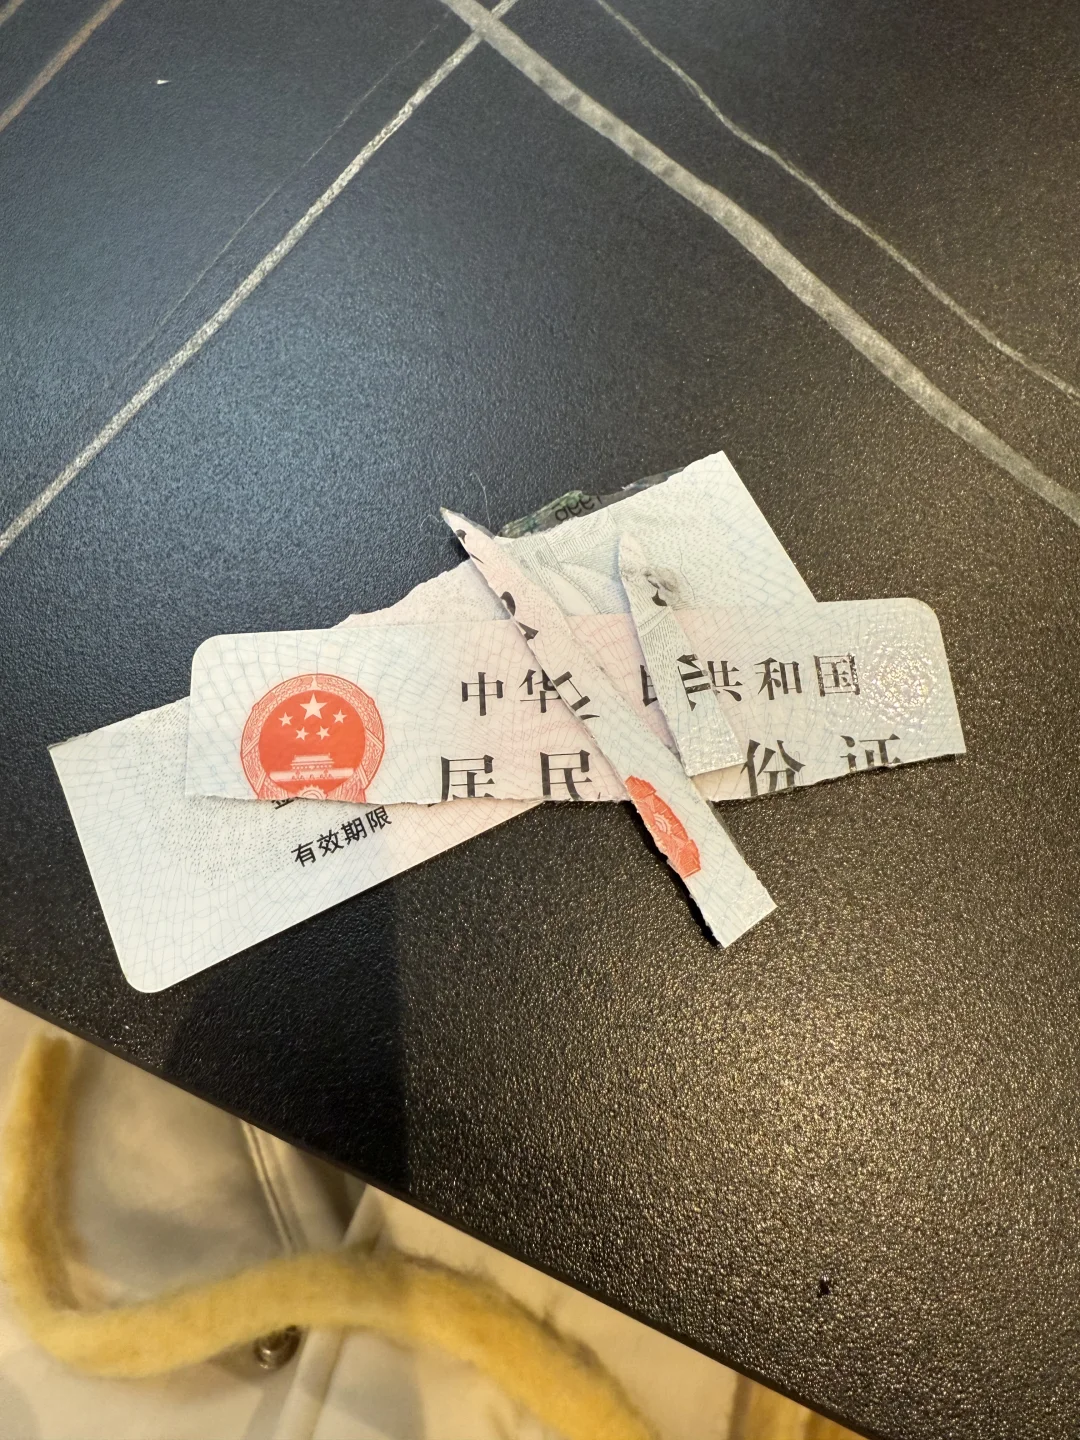 中华 共和国
居民 份证
有效期限